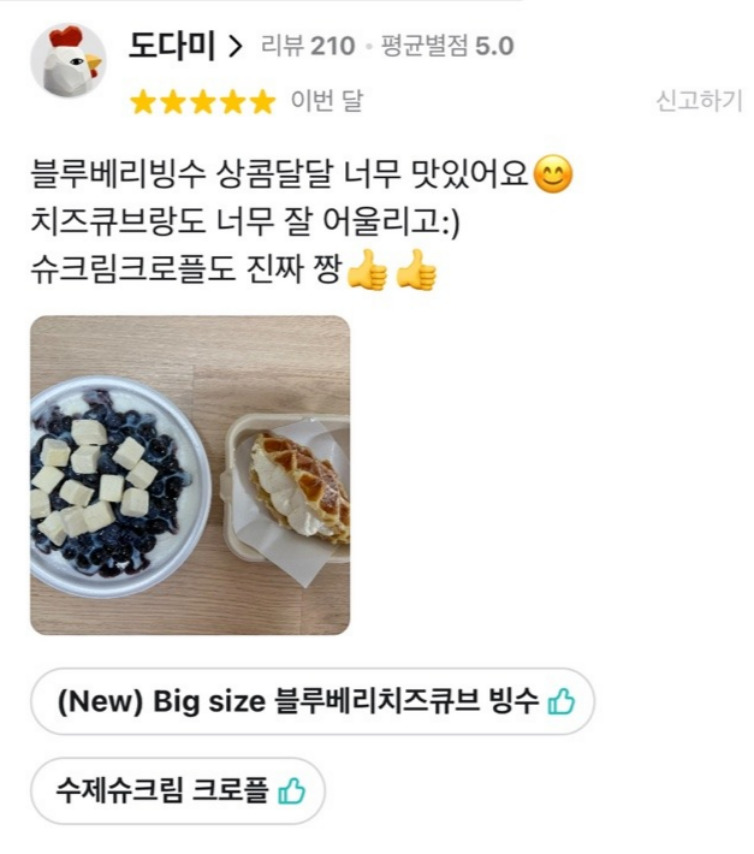 도다미 > 리뷰 210 • 평균별점 5.0
★★★★★ 이번 달 신고하기
블루베리빙수 상콤달달 너무 맛있어요😊
치즈큐브랑도 너무 잘 어울리고:)
슈크림크로플도 진짜 짱👍👍
(New) Big size 블루베리치즈큐브 빙수
수제슈크림 크로플